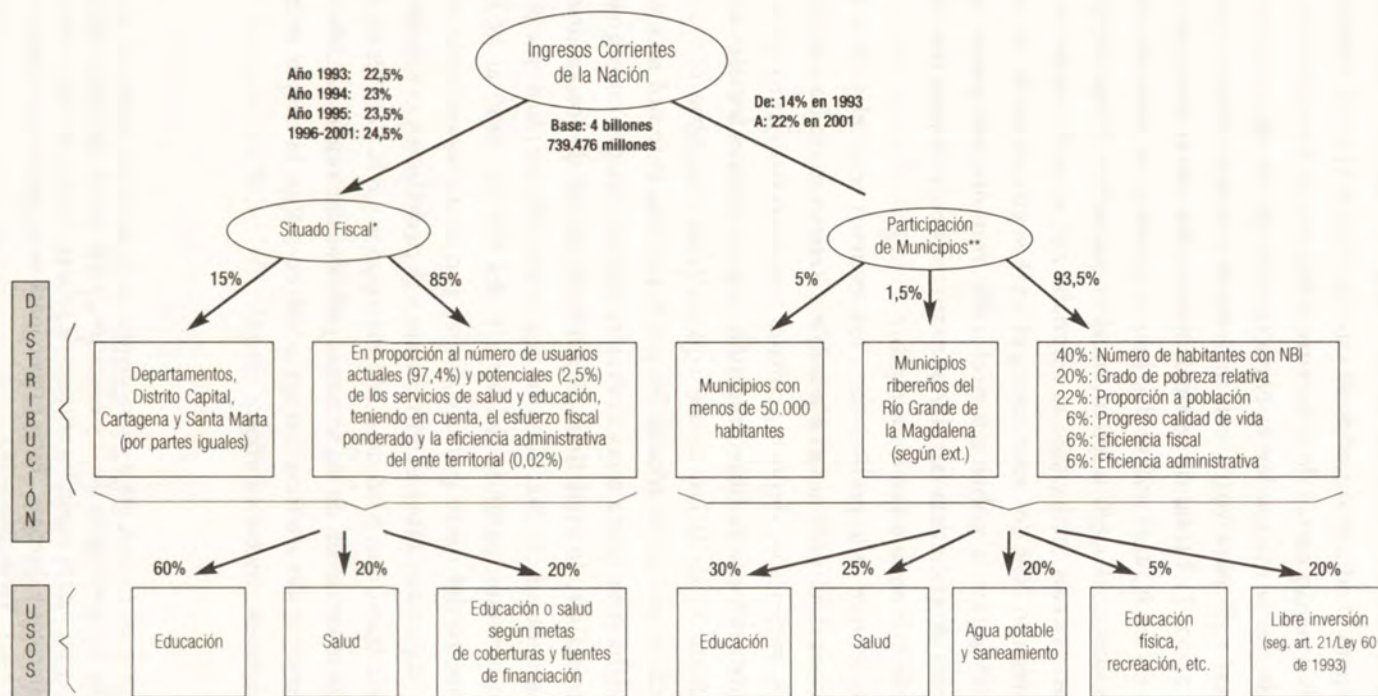 Ingresos Corrientes
de la Nación
Año 1993: 22,5%
Año 1994: 23%
Año 1995: 23,5%
1996-2001: 24,5%
Base: 4 billones
739.476 millones
De: 14% en 1993
A: 22% en 2001
Situado Fiscal*
Participación
de Municipios**
15%
85%
5%
1,5%
93,5%
DISTRIBUCIÓN
Departamentos,
Distrito Capital,
Cartagena y Santa Marta
(por partes iguales)
En proporción al número de usuarios
actuales (97,4%) y potenciales (2,5%)
de los servicios de salud y educación,
teniendo en cuenta, el esfuerzo fiscal
ponderado y la eficiencia administrativa
del ente territorial (0,02%)
Municipios con
menos de 50.000
habitantes
Municipios
ribereños del
Río Grande de
la Magdalena
(según ext.)
40%: Número de habitantes con NBI
20%: Grado de pobreza relativa
22%: Proporción a población
6%: Progreso calidad de vida
6%: Eficiencia fiscal
6%: Eficiencia administrativa
60%
20%
20%
30%
25%
20%
5%
20%
USOS
Educación
Salud
Educación o salud
según metas
de coberturas y fuentes
de financiación
Educación
Salud
Agua potable
y saneamiento
Educación
física,
recreación, etc.
Libre inversión
(seg. art. 21/Ley 60
de 1993)